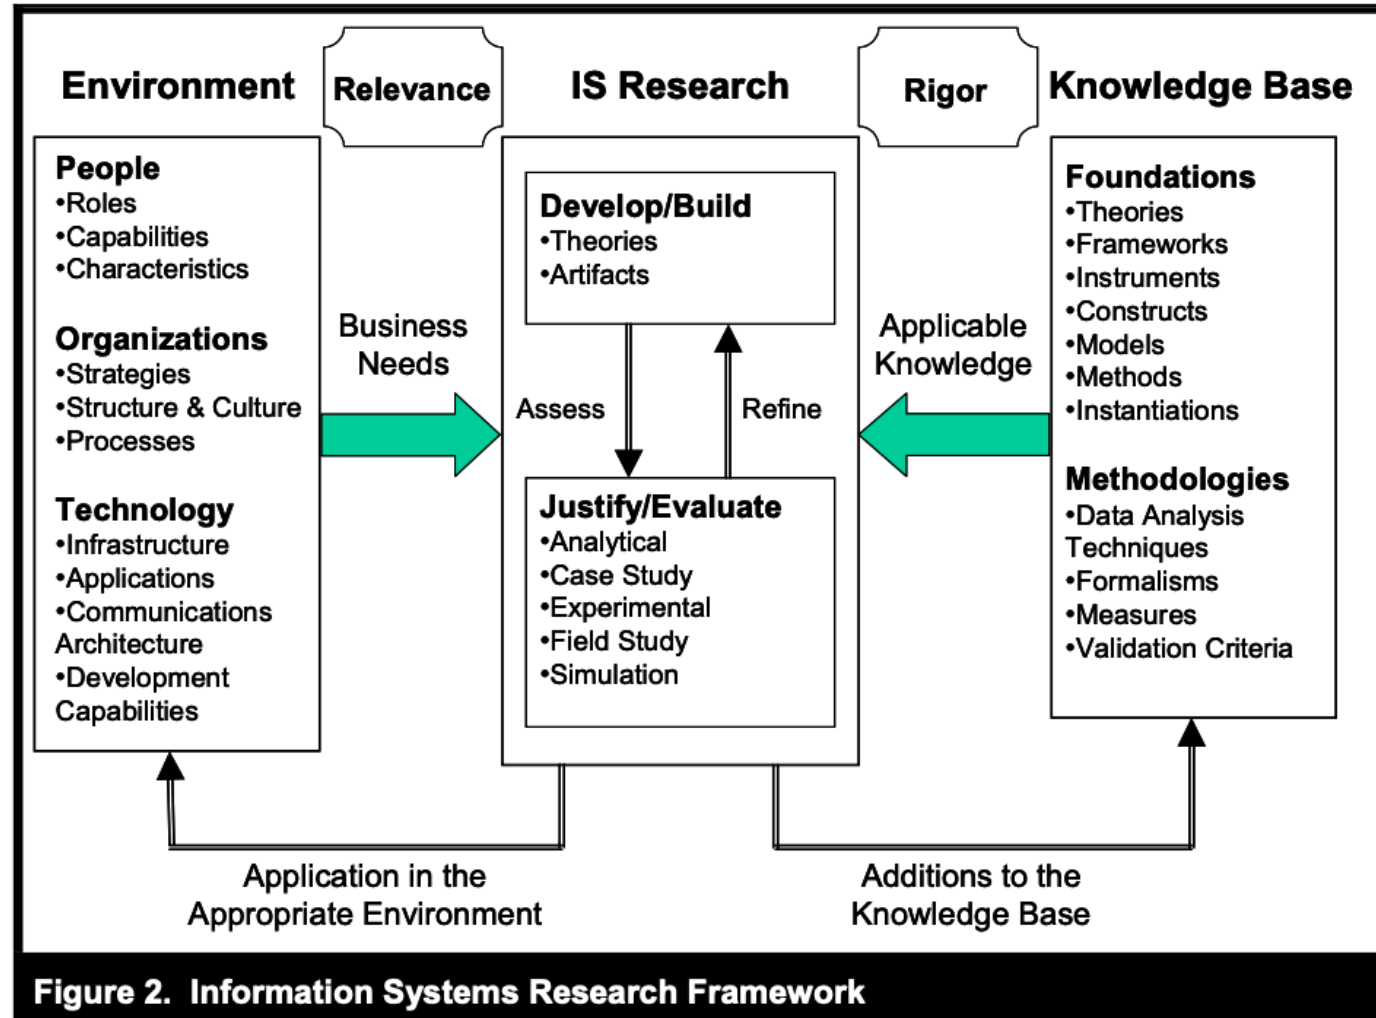 Environment
Relevance
IS Research
Rigor
Knowledge Base
People
•Roles
•Capabilities
•Characteristics
Organizations
•Strategies
•Structure & Culture
•Processes
Technology
•Infrastructure
•Applications
•Communications
Architecture
•Development
Capabilities
Business
Needs
Develop/Build
•Theories
•Artifacts
Assess
Refine
Justify/Evaluate
•Analytical
•Case Study
•Experimental
•Field Study
•Simulation
Applicable
Knowledge
Foundations
•Theories
•Frameworks
•Instruments
•Constructs
•Models
•Methods
•Instantiations
Methodologies
•Data Analysis
Techniques
•Formalisms
•Measures
•Validation Criteria
Application in the
Appropriate Environment
Additions to the
Knowledge Base
Figure 2. Information Systems Research Framework